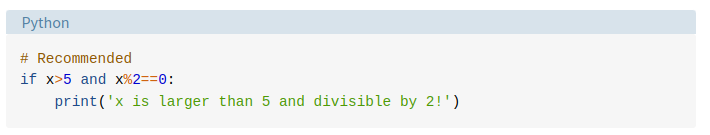 Python
# Recommended
if x>5 and x%2==0:
    print('x is larger than 5 and divisible by 2!')